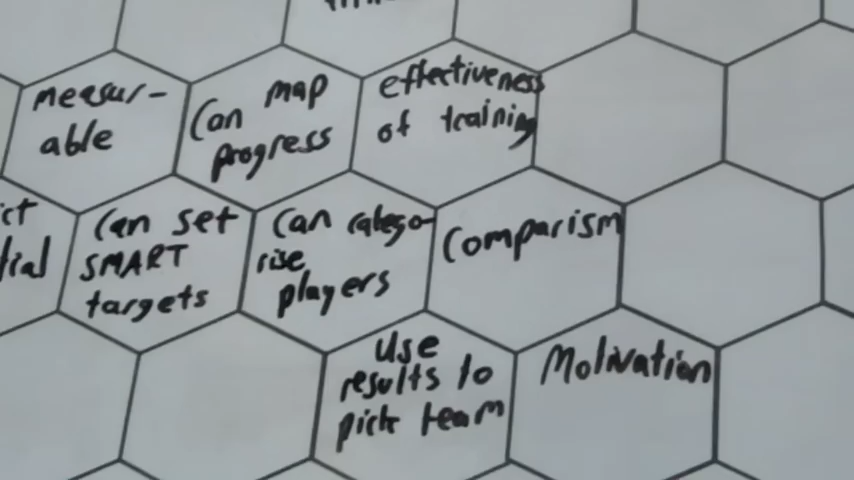 measur-
able
Can map
progress
effectiveness
of training
Can set
SMART
targets
Can catego-
rise
players
Comparism
Use
results to
pick team
Motivation